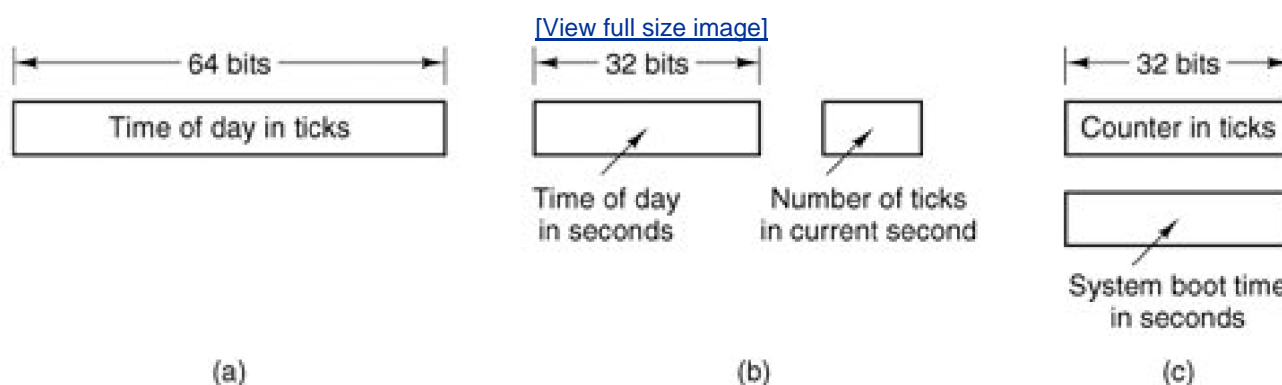 [View full size image]
64 bits
32 bits
32 bits
Time of day in ticks
Counter in ticks
Time of day
in seconds
Number of ticks
in current second
System boot time
in seconds
(a)
(b)
(c)